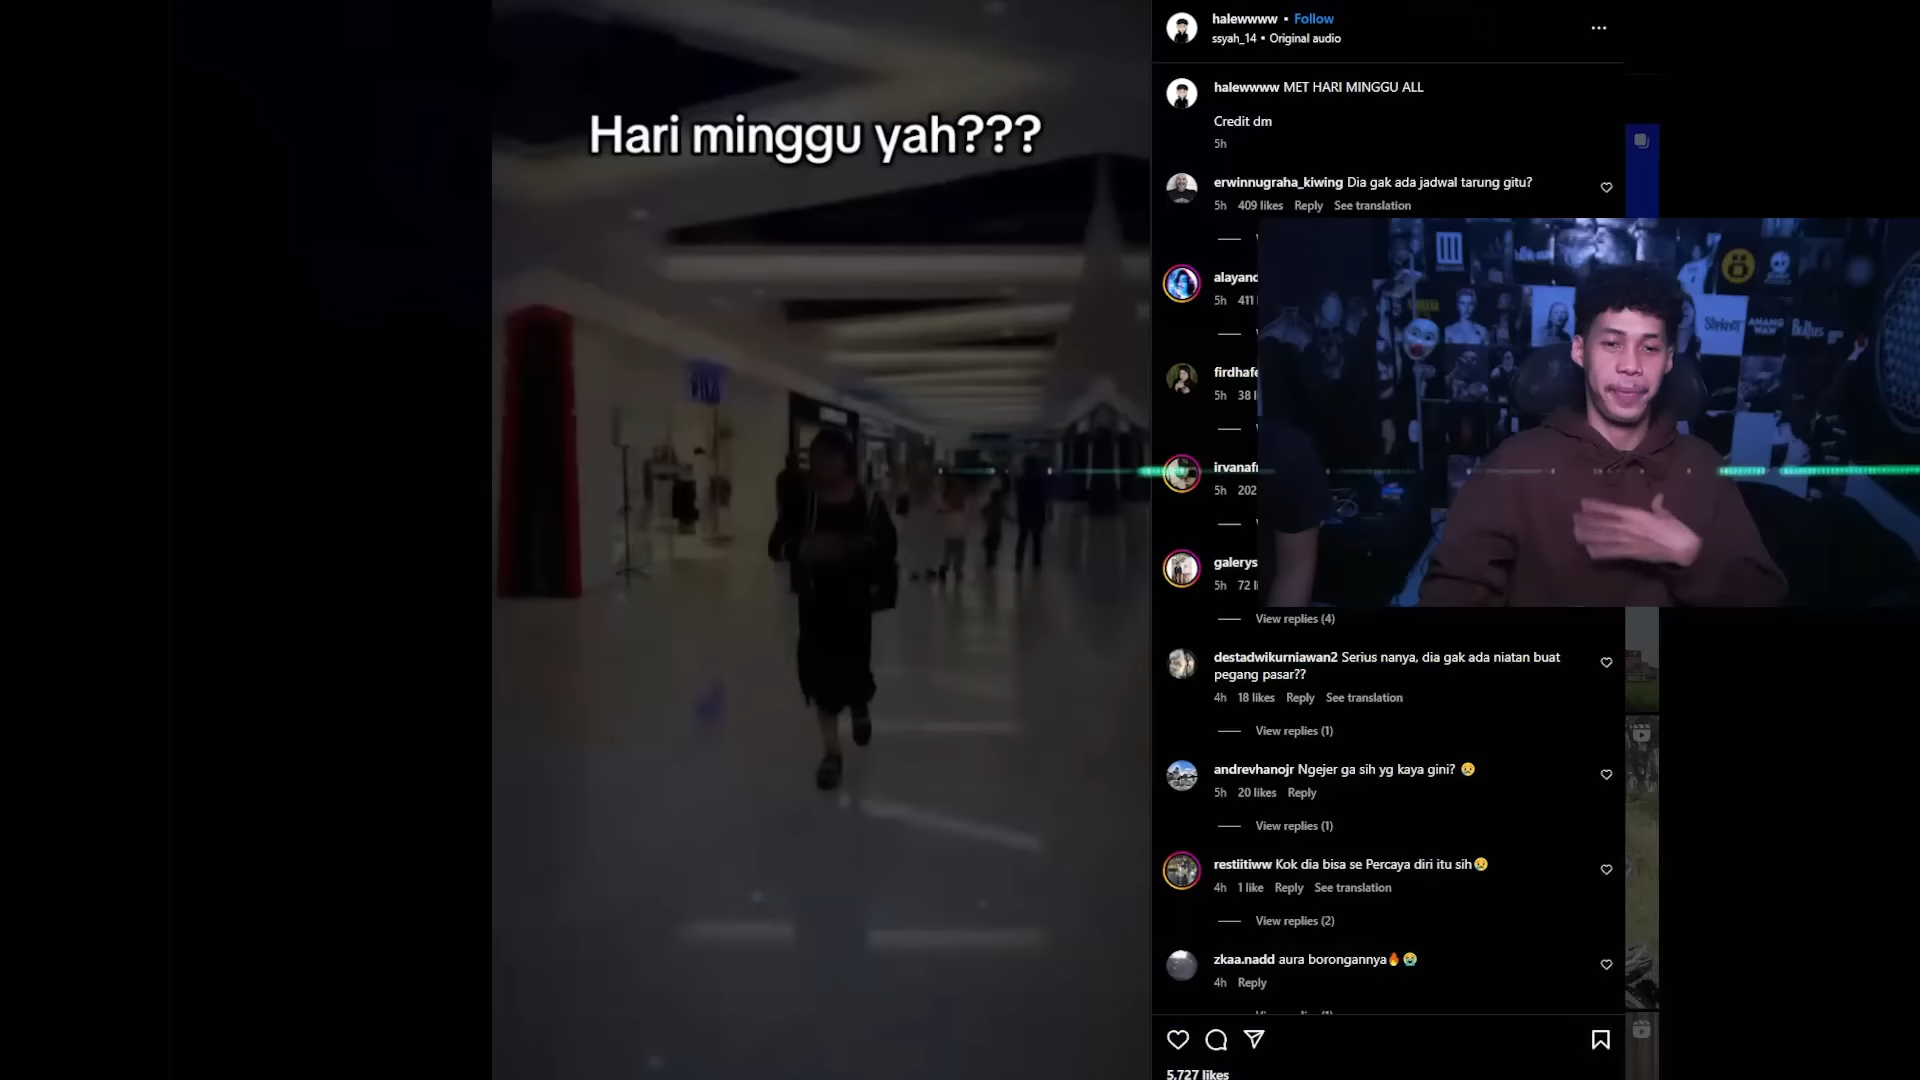 Hari minggu yah???
halewwww • Follow
ssyah_14 • Original audio
halewwww MET HARI MINGGU ALL
Credit dm
5h
erwinnugraha_kiwing Dia gak ada jadwal tarung gitu?
5h 409 likes Reply See translation
alayand
5h 411
firdhafe
5h 38 l
irvanafi
5h 202
galerys
5h 72 li
View replies (4)
destadwikurniawan2 Serius nanya, dia gak ada niatan buat
pegang pasar??
4h 18 likes Reply See translation
View replies (1)
andrevhanojr Ngejer ga sih yg kaya gini? 😢
5h 20 likes Reply
View replies (1)
restiitiww Kok dia bisa se Percaya diri itu sih😢
4h 1 like Reply See translation
View replies (2)
zkaa.nadd aura borongannya🔥😭
4h Reply
5,727 likes